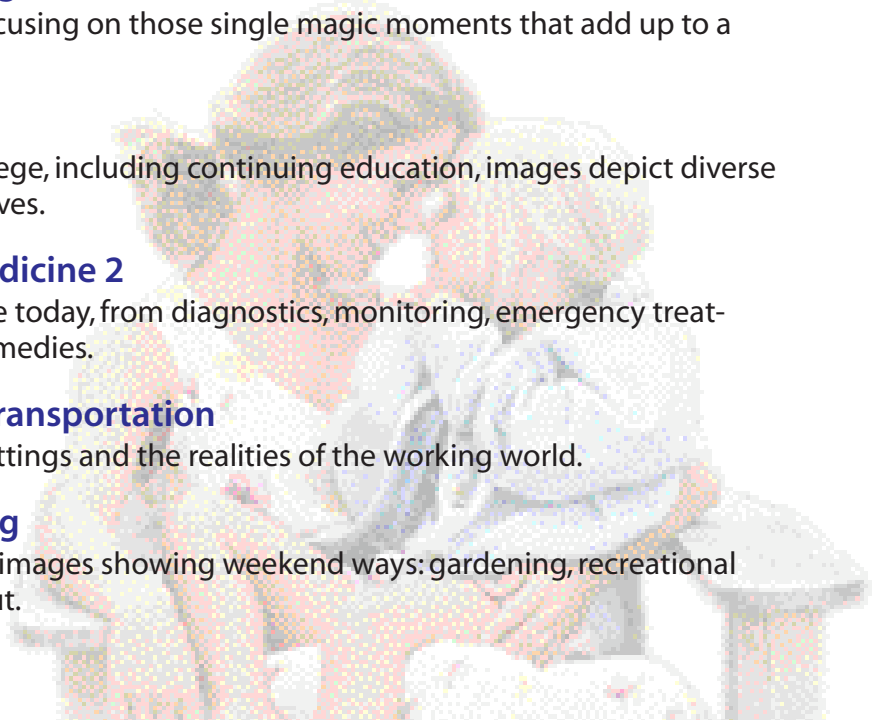 cusing on those single magic moments that add up to a
ege, including continuing education, images depict diverse
ves.
dicine 2
e today, from diagnostics, monitoring, emergency treat-
medies.
ransportation
ttings and the realities of the working world.
g
images showing weekend ways: gardening, recreational
ut.